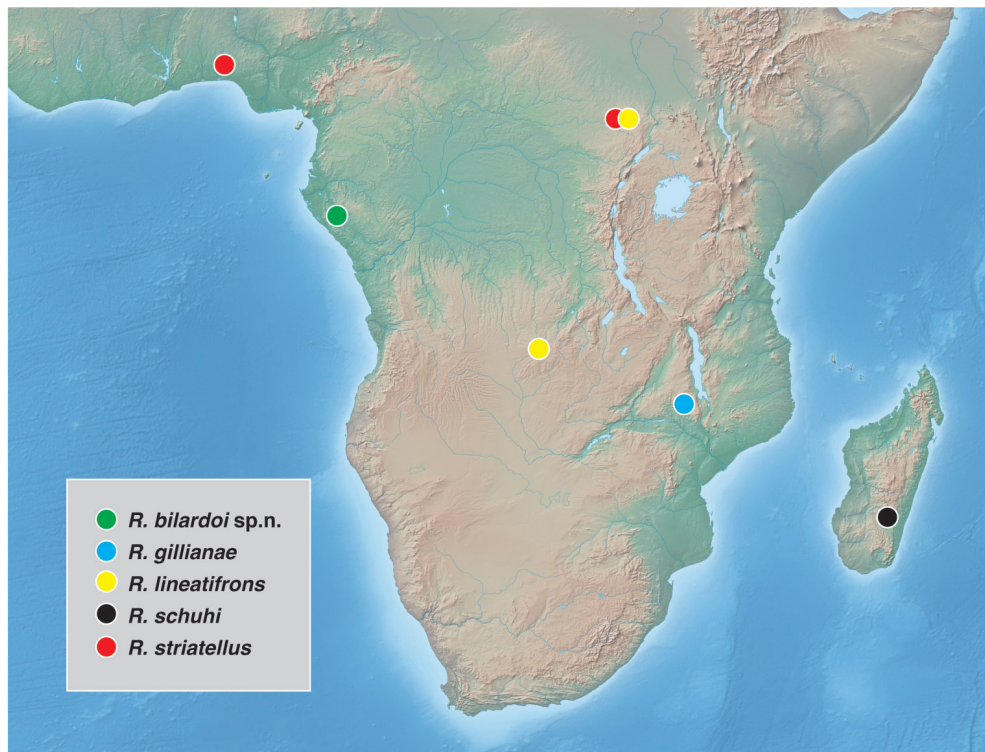 R. bilardoi sp.n.
R. gillianae
R. lineatifrons
R. schuhi
R. striatellus